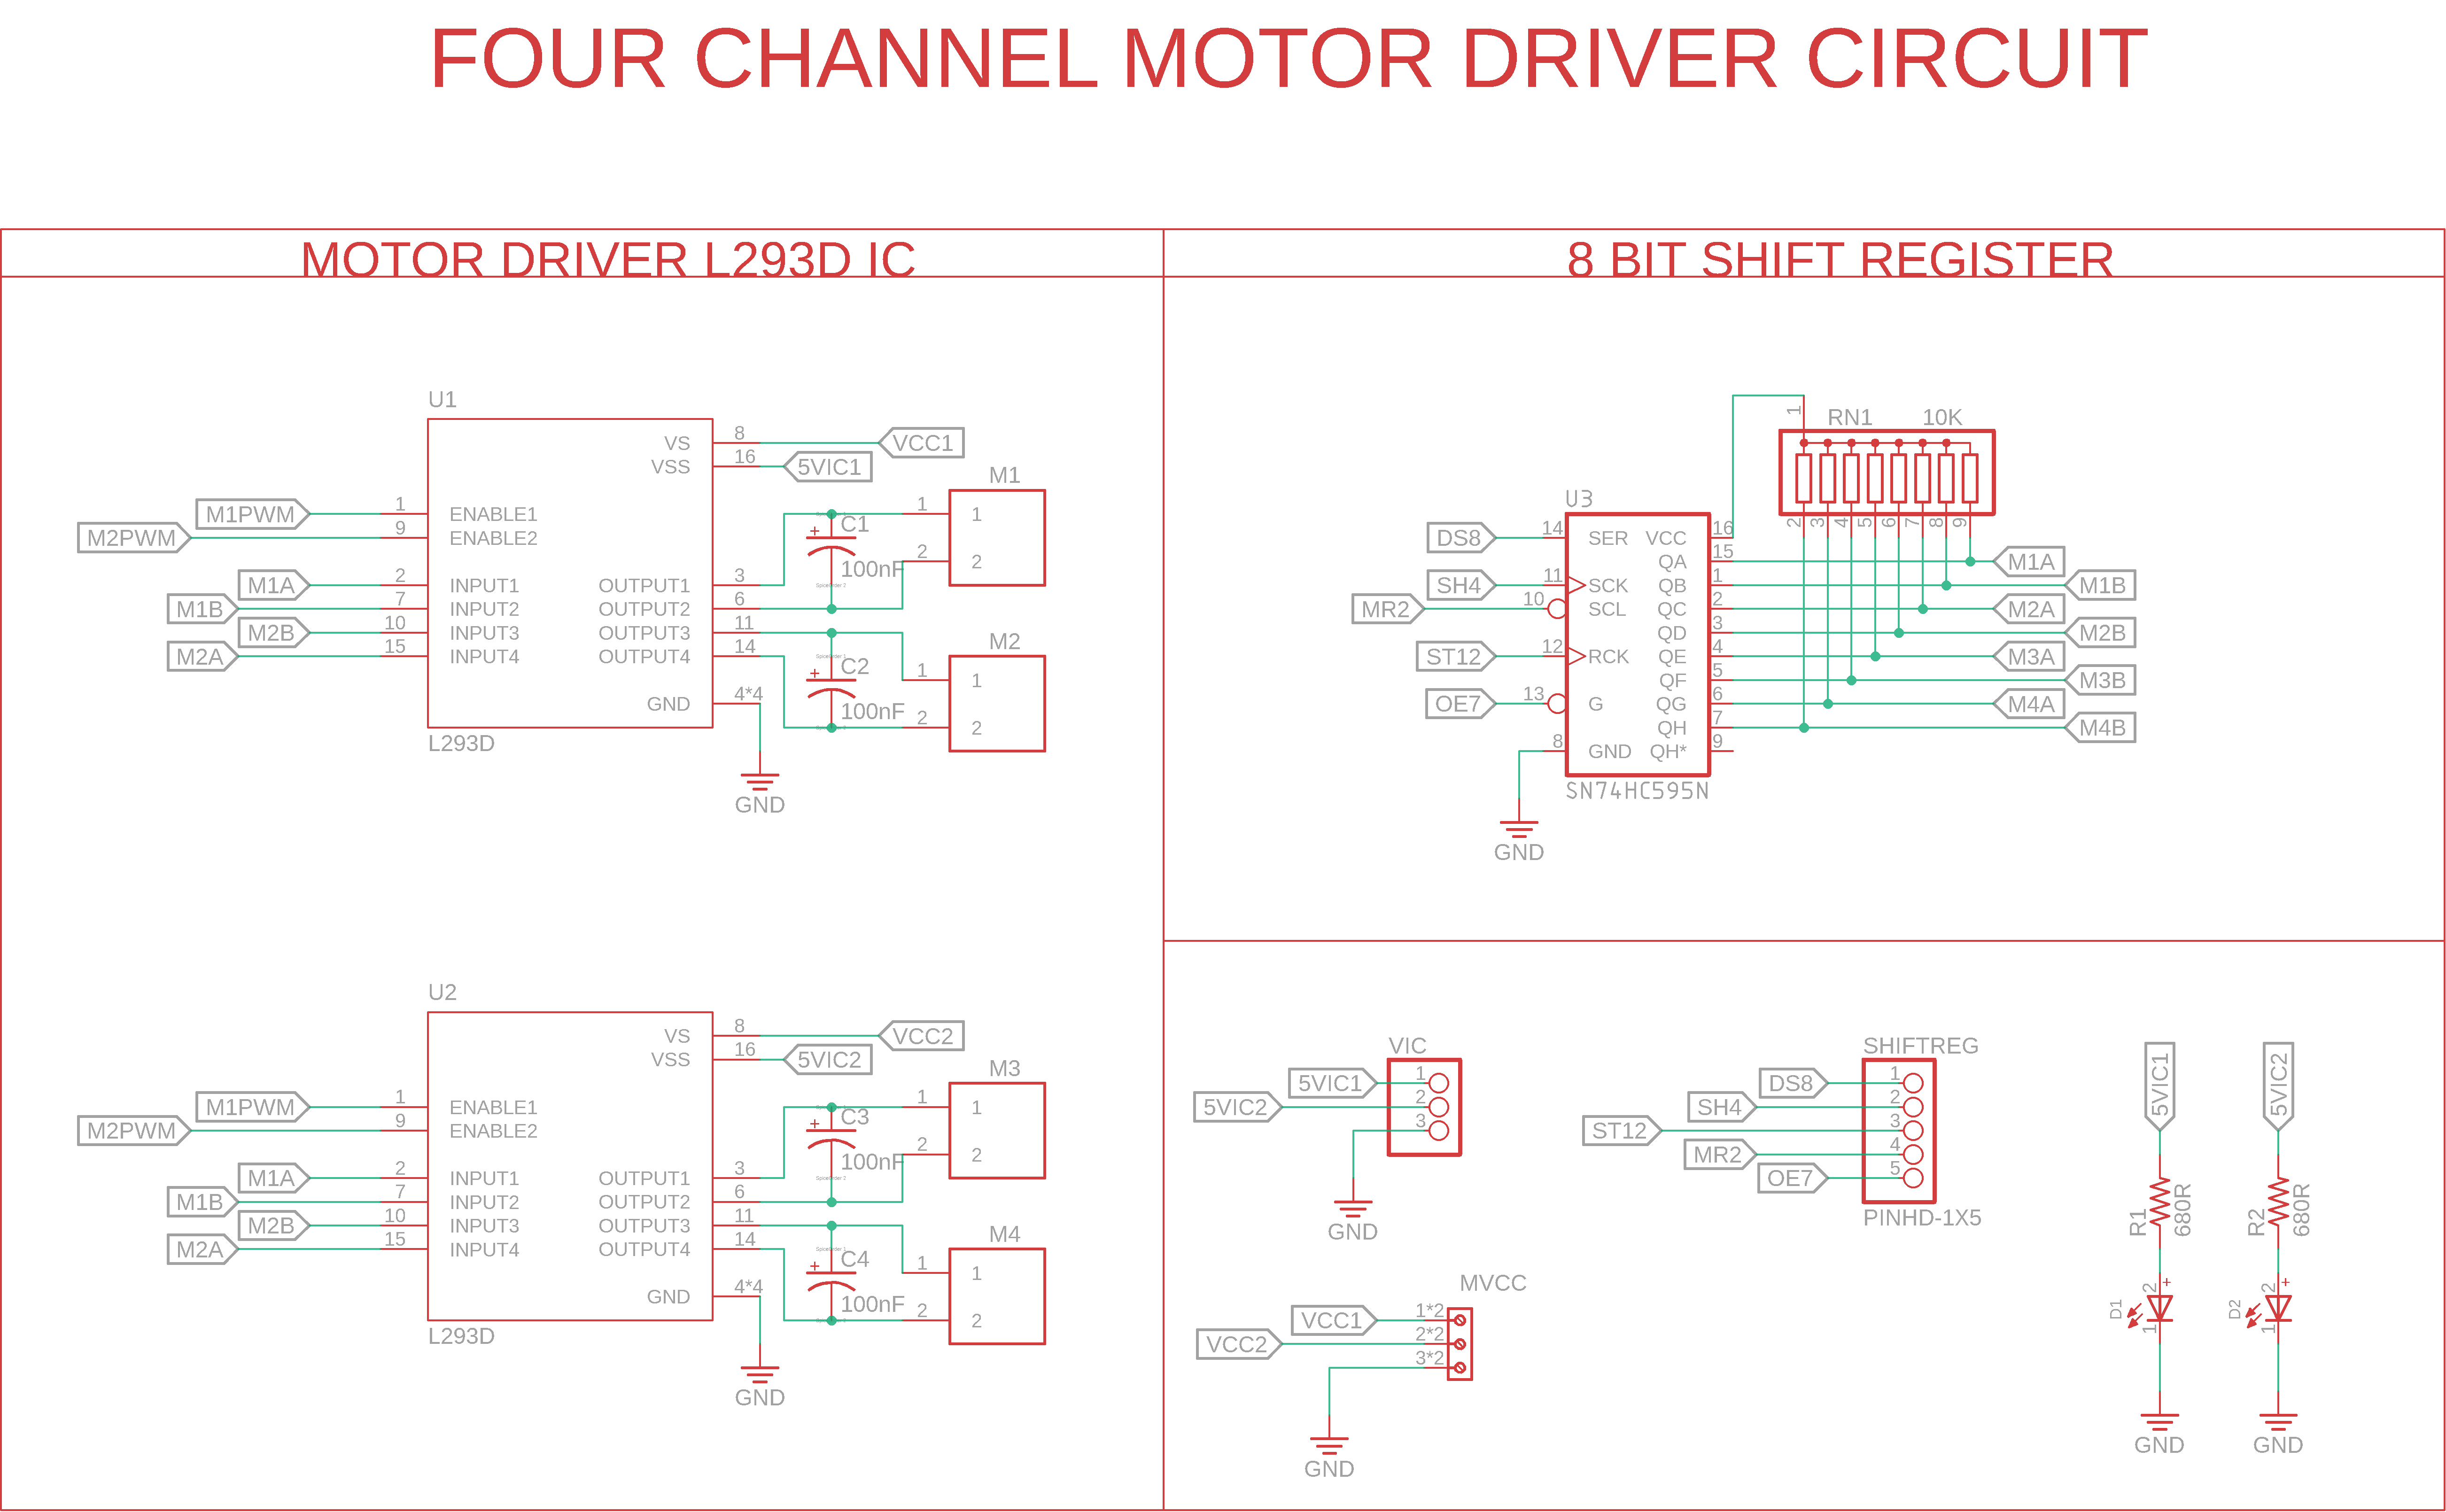 FOUR CHANNEL MOTOR DRIVER CIRCUIT
MOTOR DRIVER L293D IC
U1
VS 8 VCC1
VSS 16 5VIC1
M1PWM 1 ENABLE1
M2PWM 9 ENABLE2
M1A 2 INPUT1
M1B 7 INPUT2
M2B 10 INPUT3
M2A 15 INPUT4
OUTPUT1 3
OUTPUT2 6
OUTPUT3 11
OUTPUT4 14
GND 4*4
L293D
GND
+ C1
100nF
M1
1 1
2 2
+ C2
100nF
M2
1 1
2 2
U2
VS 8 VCC2
VSS 16 5VIC2
M1PWM 1 ENABLE1
M2PWM 9 ENABLE2
M1A 2 INPUT1
M1B 7 INPUT2
M2B 10 INPUT3
M2A 15 INPUT4
OUTPUT1 3
OUTPUT2 6
OUTPUT3 11
OUTPUT4 14
GND 4*4
L293D
GND
+ C3
100nF
M3
1 1
2 2
+ C4
100nF
M4
1 1
2 2
8 BIT SHIFT REGISTER
1 RN1 10K
2 3 4 5 6 7 8 9
U3
DS8 14 SER
SH4 11 SCK
MR2 10 SCL
ST12 12 RCK
OE7 13 G
8 GND
VCC 16
QA 15 M1A
QB 1 M1B
QC 2 M2A
QD 3 M2B
QE 4 M3A
QF 5 M3B
QG 6 M4A
QH 7 M4B
QH* 9
SN74HC595N
GND
VIC
5VIC1 1
5VIC2 2
3
GND
MVCC
VCC1 1*2
VCC2 2*2
3*2
GND
SHIFTREG
DS8 1
SH4 2
ST12 3
MR2 4
OE7 5
PINHD-1X5
5VIC1
R1
680R
D1
2 +
1
GND
5VIC2
R2
680R
D2
2 +
1
GND